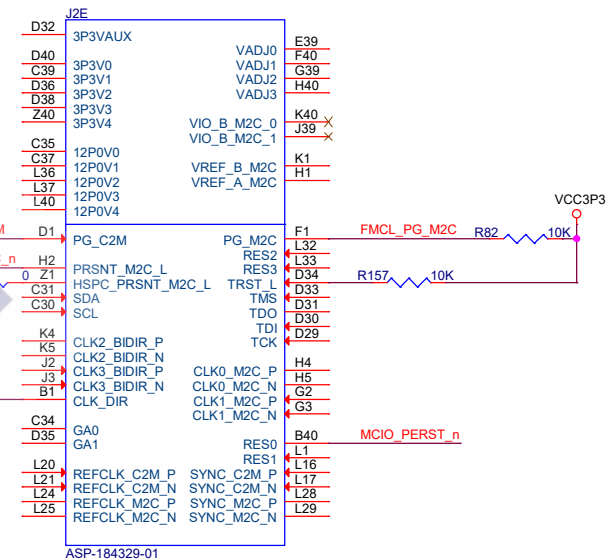 J2E
D32 3P3VAUX
VADJ0 E39
D40 3P3V0 VADJ1 F40
C39 3P3V1 VADJ2 G39
D36 3P3V2 VADJ3 H40
D38 3P3V3
Z40 3P3V4 VIO_B_M2C_0 K40
VIO_B_M2C_1 J39
C35 12P0V0
C37 12P0V1 VREF_B_M2C K1
L36 12P0V2 VREF_A_M2C H1
L37 12P0V3
L40 12P0V4
VCC3P3
M D1 PG_C2M PG_M2C F1 FMCL_PG_M2C R82 10K
RES2 L32
_n H2 PRSNT_M2C_L RES3 L33
0 Z1 HSPC_PRSNT_M2C_L TRST_L D34 R157 10K
C31 SDA TMS D33
C30 SCL TDO D31
TDI D30
K4 CLK2_BIDIR_P TCK D29
K5 CLK2_BIDIR_N
J2 CLK3_BIDIR_P CLK0_M2C_P H4
J3 CLK3_BIDIR_N CLK0_M2C_N H5
B1 CLK_DIR CLK1_M2C_P G2
CLK1_M2C_N G3
C34 GA0
D35 GA1 RES0 B40 MCIO_PERST_n
RES1 L1
L20 REFCLK_C2M_P SYNC_C2M_P L16
L21 REFCLK_C2M_N SYNC_C2M_N L17
L24 REFCLK_M2C_P SYNC_M2C_P L28
L25 REFCLK_M2C_N SYNC_M2C_N L29
ASP-184329-01